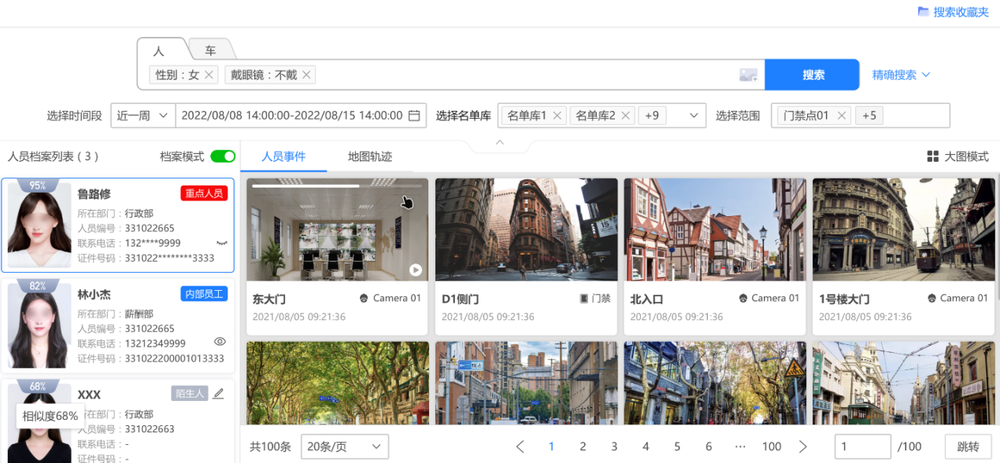 搜索收藏夹
人 车
性别：女 戴眼镜：不戴 搜索 精确搜索
选择时间段 近一周 2022/08/08 14:00:00-2022/08/15 14:00:00 选择名单库 名单库1 名单库2 +9 选择范围 门禁点01 +5
人员档案列表 ( 3 ) 档案模式 人员事件 地图轨迹 大图模式
95%
鲁路修 重点人员
所在部门：行政部
人员编号：331022665
联系电话：132****9999
证件号码：331022********3333
82%
林小杰 内部员工
所在部门：薪酬部
人员编号：331022665
联系电话：13212349999
证件号码：331022200001013333
68%
XXX 陌生人
相似度68%
所在部门：行政部
人员编号：331022663
联系电话：-
证件号码：-
东大门 Camera 01
2021/08/05 09:21:36
D1侧门 门禁
2021/08/05 09:21:36
北入口 Camera 01
2021/08/05 09:21:36
1号楼大门 Camera 01
2021/08/05 09:21:36
共100条 20条/页 1 2 3 4 5 6 ··· 100 1 /100 跳转